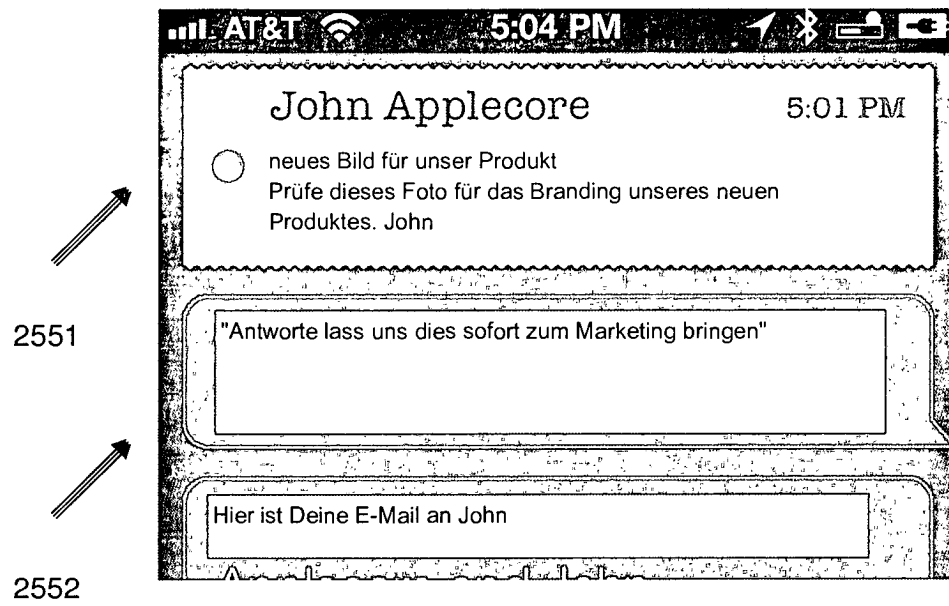 AT&T 5:04 PM
John Applecore 5:01 PM
neues Bild für unser Produkt
Prüfe dieses Foto für das Branding unseres neuen
Produktes. John
2551
"Antworte lass uns dies sofort zum Marketing bringen"
Hier ist Deine E-Mail an John
2552